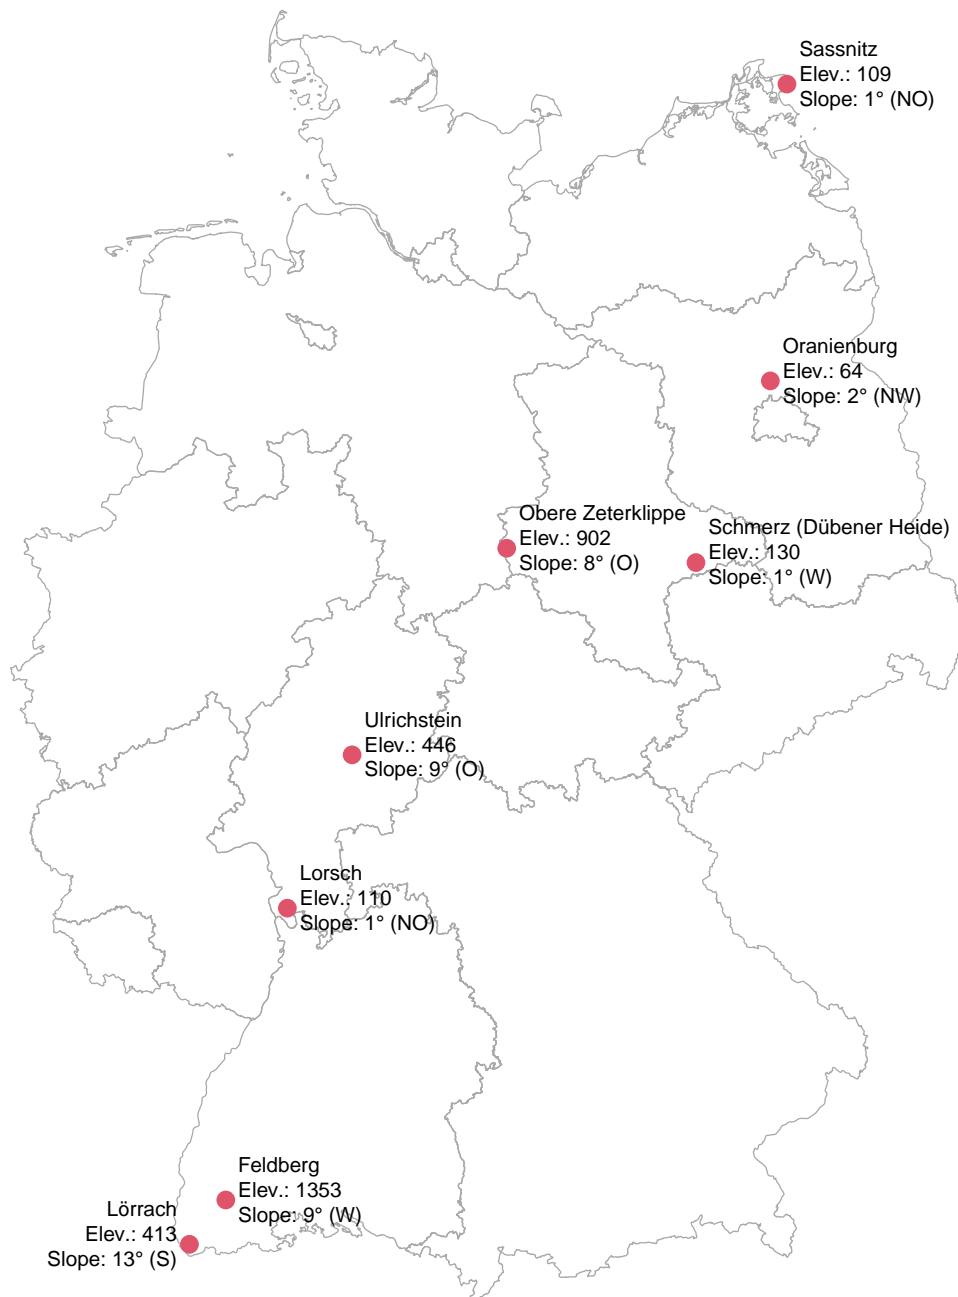 Sassnitz
Elev.: 109
Slope: 1° (NO)
Oranienburg
Elev.: 64
Slope: 2° (NW)
Obere Zeterklippe
Elev.: 902
Slope: 8° (O)
Schmerz (Dübener Heide)
Elev.: 130
Slope: 1° (W)
Ulrichstein
Elev.: 446
Slope: 9° (O)
Lorsch
Elev.: 110
Slope: 1° (NO)
Feldberg
Elev.: 1353
Slope: 9° (W)
Lörrach
Elev.: 413
Slope: 13° (S)